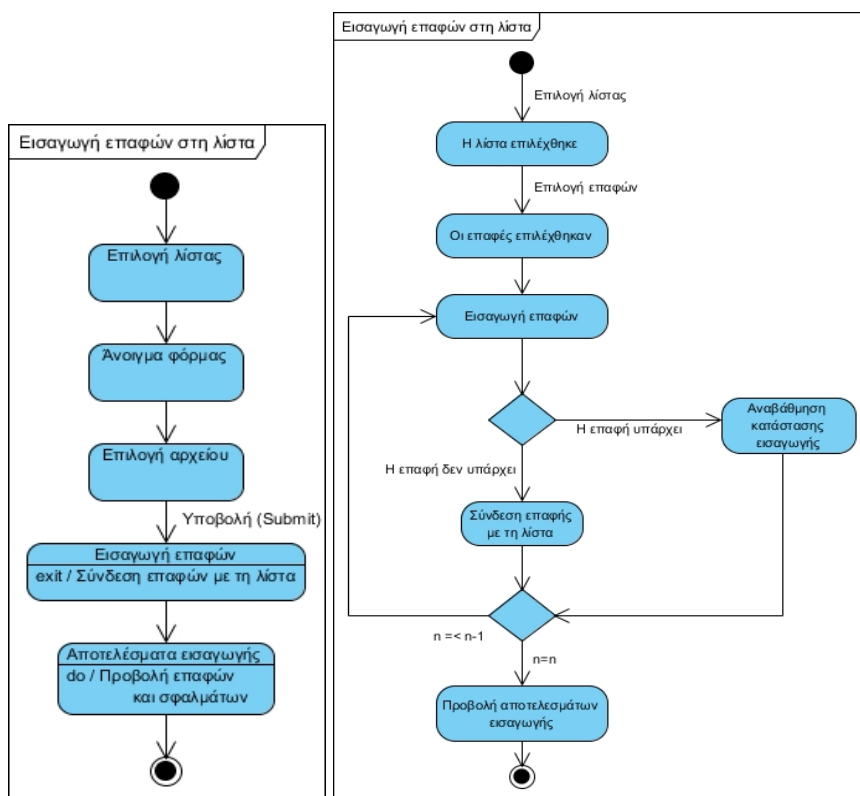 Εισαγωγή επαφών στη λίστα
Επιλογή λίστας
Άνοιγμα φόρμας
Επιλογή αρχείου
Υποβολή (Submit)
Εισαγωγή επαφών
exit / Σύνδεση επαφών με τη λίστα
Αποτελέσματα εισαγωγής
do / Προβολή επαφών
και σφαλμάτων
Εισαγωγή επαφών στη λίστα
Επιλογή λίστας
Η λίστα επιλέχθηκε
Επιλογή επαφών
Οι επαφές επιλέχθηκαν
Εισαγωγή επαφών
Η επαφή υπάρχει
Αναβάθμηση
κατάστασης
εισαγωγής
Η επαφή δεν υπάρχει
Σύνδεση επαφής
με τη λίστα
n =< n-1
n=n
Προβολή αποτελεσμάτων
εισαγωγής